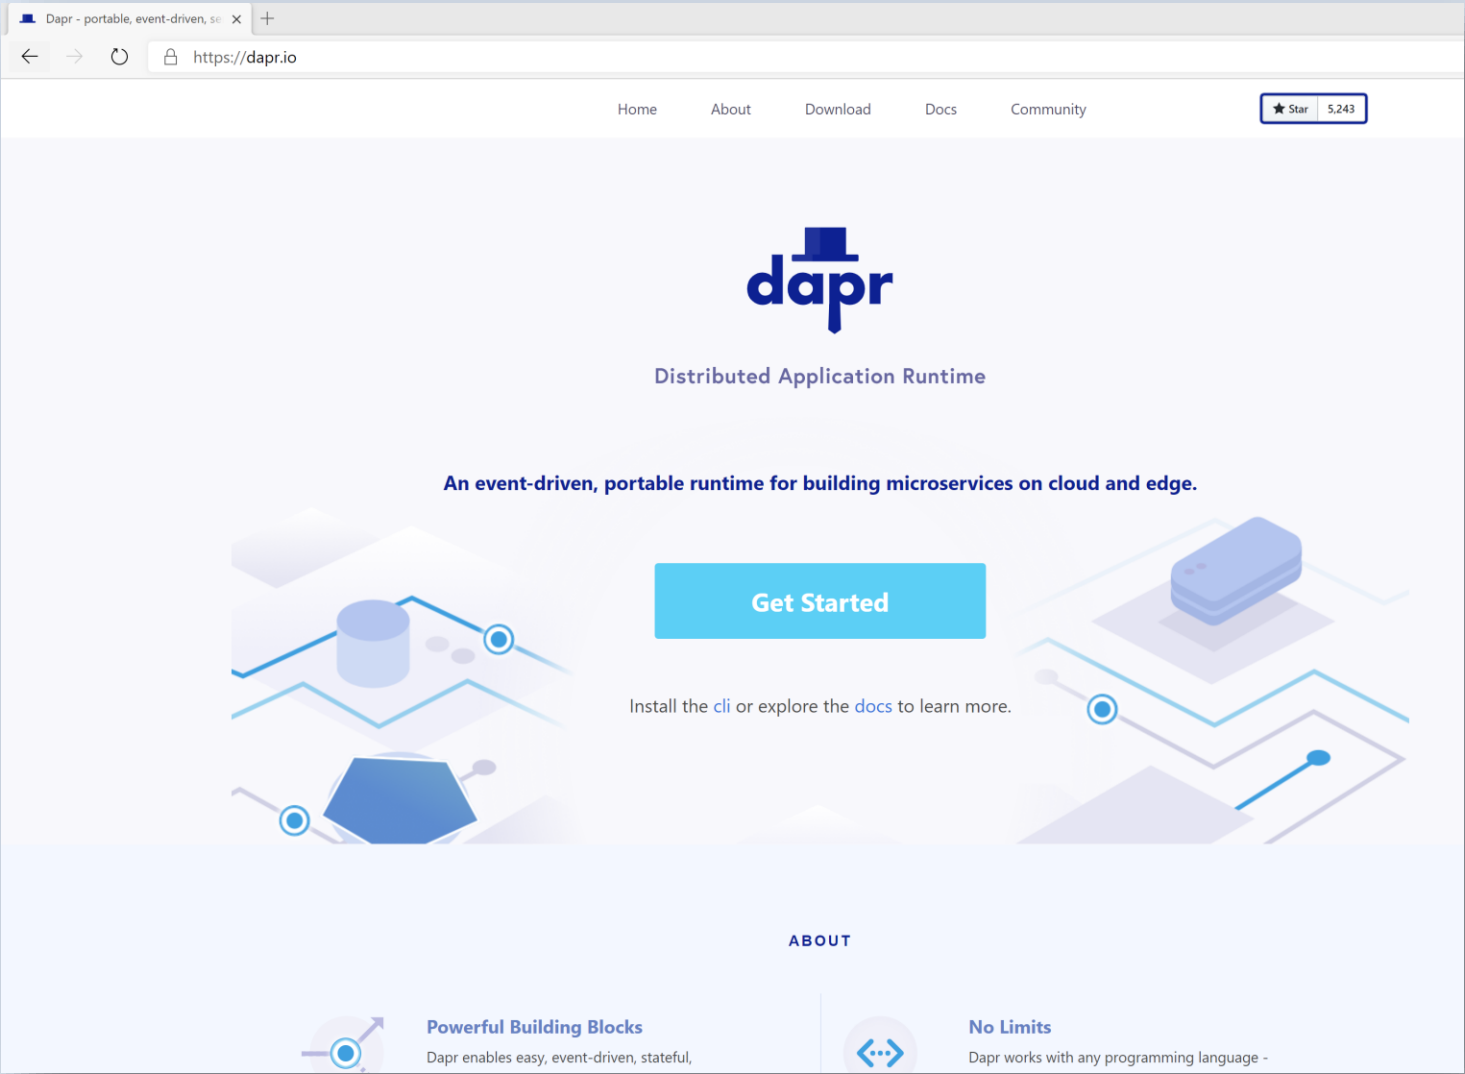 Dapr - portable, event-driven, se
https://dapr.io
Home About Download Docs Community
Star 5,243
dapr
Distributed Application Runtime
An event-driven, portable runtime for building microservices on cloud and edge.
Get Started
Install the cli or explore the docs to learn more.
ABOUT
Powerful Building Blocks
Dapr enables easy, event-driven, stateful,
No Limits
Dapr works with any programming language -